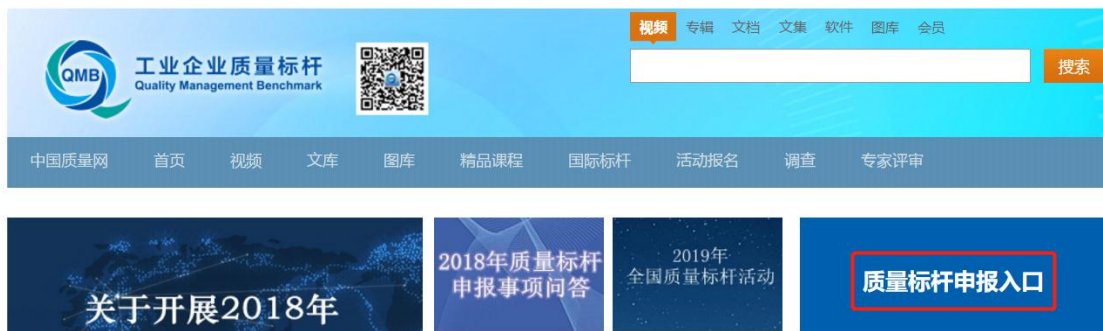 视频 专辑 文档 文集 软件 图库 会员
QMB
工业企业质量标杆
Quality Management Benchmark
搜索
中国质量网 首页 视频 文库 图库 精品课程 国际标杆 活动报名 调查 专家评审
关于开展2018年
2018年质量标杆
申报事项问答
2019年
全国质量标杆活动
质量标杆申报入口